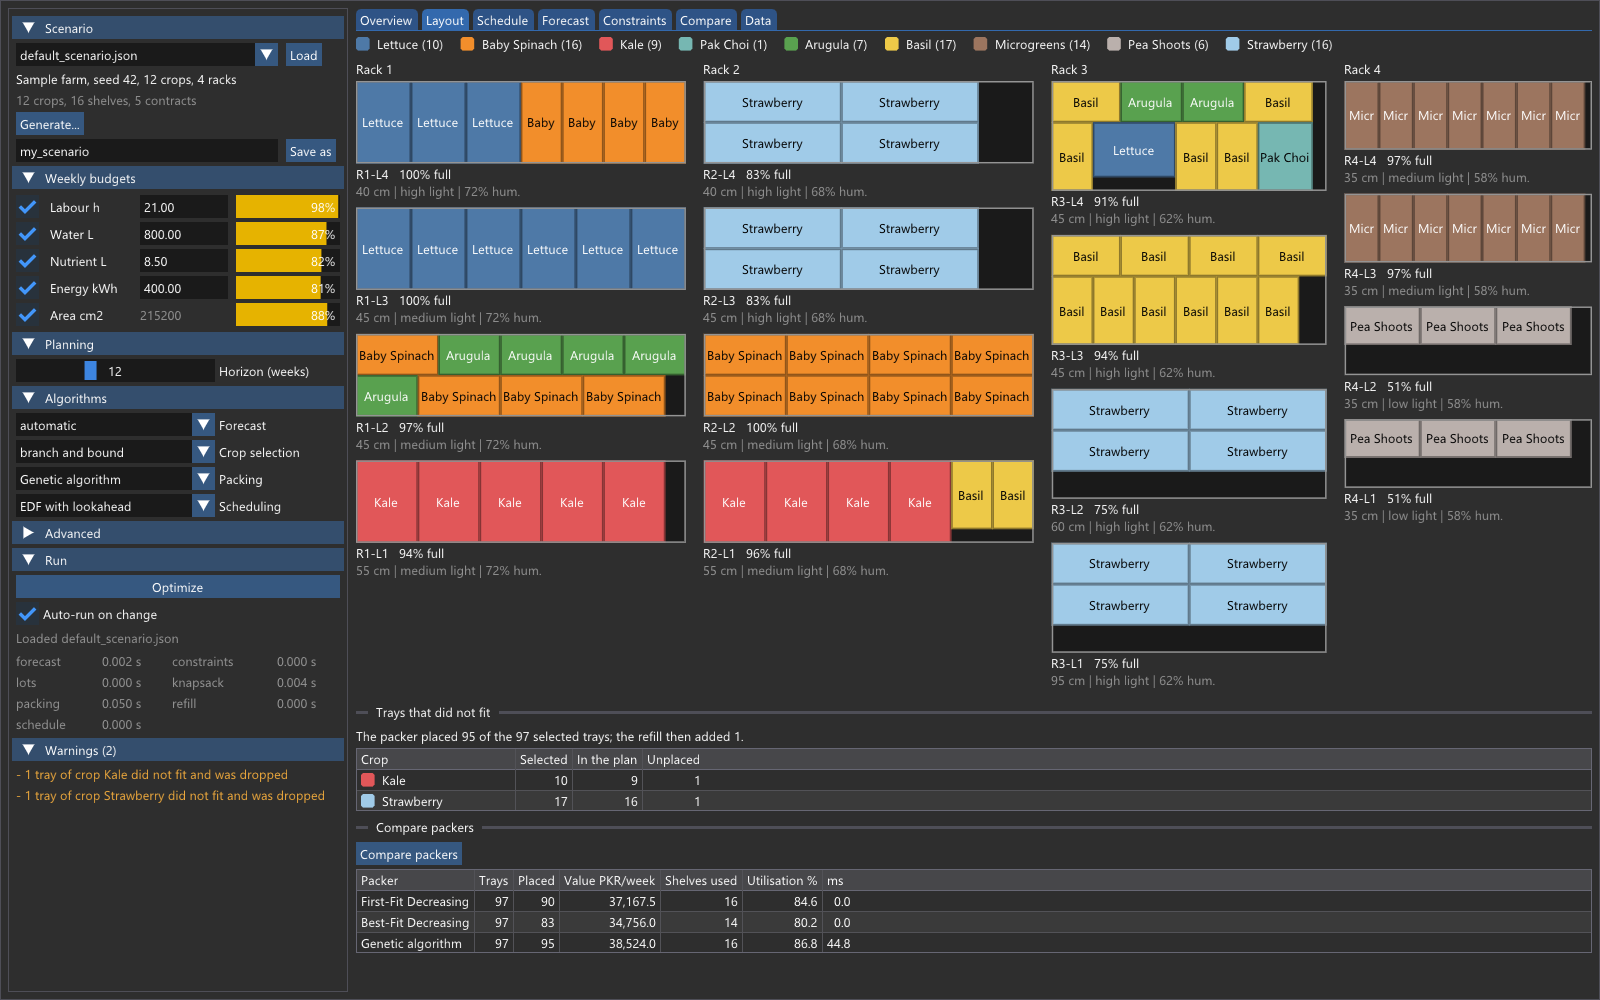 Scenario
default_scenario.json Load
Sample farm, seed 42, 12 crops, 4 racks
12 crops, 16 shelves, 5 contracts
Generate...
my_scenario Save as
Weekly budgets
Labour h 21.00 98%
Water L 800.00 87%
Nutrient L 8.50 82%
Energy kWh 400.00 81%
Area cm2 215200 88%
Planning
12 Horizon (weeks)
Algorithms
automatic Forecast
branch and bound Crop selection
Genetic algorithm Packing
EDF with lookahead Scheduling
Advanced
Run
Optimize
Auto-run on change
Loaded default_scenario.json
forecast 0.002 s constraints 0.000 s
lots 0.000 s knapsack 0.004 s
packing 0.050 s refill 0.000 s
schedule 0.000 s
Warnings (2)
- 1 tray of crop Kale did not fit and was dropped
- 1 tray of crop Strawberry did not fit and was dropped
Overview Layout Schedule Forecast Constraints Compare Data
Lettuce (10) Baby Spinach (16) Kale (9) Pak Choi (1) Arugula (7) Basil (17) Microgreens (14) Pea Shoots (6) Strawberry (16)
Rack 1
Lettuce Lettuce Lettuce Baby Baby Baby Baby
R1-L4 100% full
40 cm | high light | 72% hum.
Lettuce Lettuce Lettuce Lettuce Lettuce Lettuce
R1-L3 100% full
45 cm | medium light | 72% hum.
Baby Spinach Arugula Arugula Arugula Arugula
Arugula Baby Spinach Baby Spinach Baby Spinach
R1-L2 97% full
45 cm | medium light | 72% hum.
Kale Kale Kale Kale Kale
R1-L1 94% full
55 cm | medium light | 72% hum.
Rack 2
Strawberry Strawberry
Strawberry Strawberry
R2-L4 83% full
40 cm | high light | 68% hum.
Strawberry Strawberry
Strawberry Strawberry
R2-L3 83% full
45 cm | high light | 68% hum.
Baby Spinach Baby Spinach Baby Spinach Baby Spinach
Baby Spinach Baby Spinach Baby Spinach Baby Spinach
R2-L2 100% full
45 cm | medium light | 68% hum.
Kale Kale Kale Kale Basil Basil
R2-L1 96% full
55 cm | medium light | 68% hum.
Rack 3
Basil Arugula Arugula Basil
Basil Lettuce Basil Basil Pak Choi
R3-L4 91% full
45 cm | high light | 62% hum.
Basil Basil Basil Basil
Basil Basil Basil Basil Basil Basil
R3-L3 94% full
45 cm | high light | 62% hum.
Strawberry Strawberry
Strawberry Strawberry
R3-L2 75% full
60 cm | high light | 62% hum.
Strawberry Strawberry
Strawberry Strawberry
R3-L1 75% full
95 cm | high light | 62% hum.
Rack 4
Micr Micr Micr Micr Micr Micr Micr
R4-L4 97% full
35 cm | medium light | 58% hum.
Micr Micr Micr Micr Micr Micr Micr
R4-L3 97% full
35 cm | medium light | 58% hum.
Pea Shoots Pea Shoots Pea Shoots
R4-L2 51% full
35 cm | low light | 58% hum.
Pea Shoots Pea Shoots Pea Shoots
R4-L1 51% full
35 cm | low light | 58% hum.
Trays that did not fit
The packer placed 95 of the 97 selected trays; the refill then added 1.
Crop Selected In the plan Unplaced
Kale 10 9 1
Strawberry 17 16 1
Compare packers
Compare packers
Packer Trays Placed Value PKR/week Shelves used Utilisation % ms
First-Fit Decreasing 97 90 37,167.5 16 84.6 0.0
Best-Fit Decreasing 97 83 34,756.0 14 80.2 0.0
Genetic algorithm 97 95 38,524.0 16 86.8 44.8